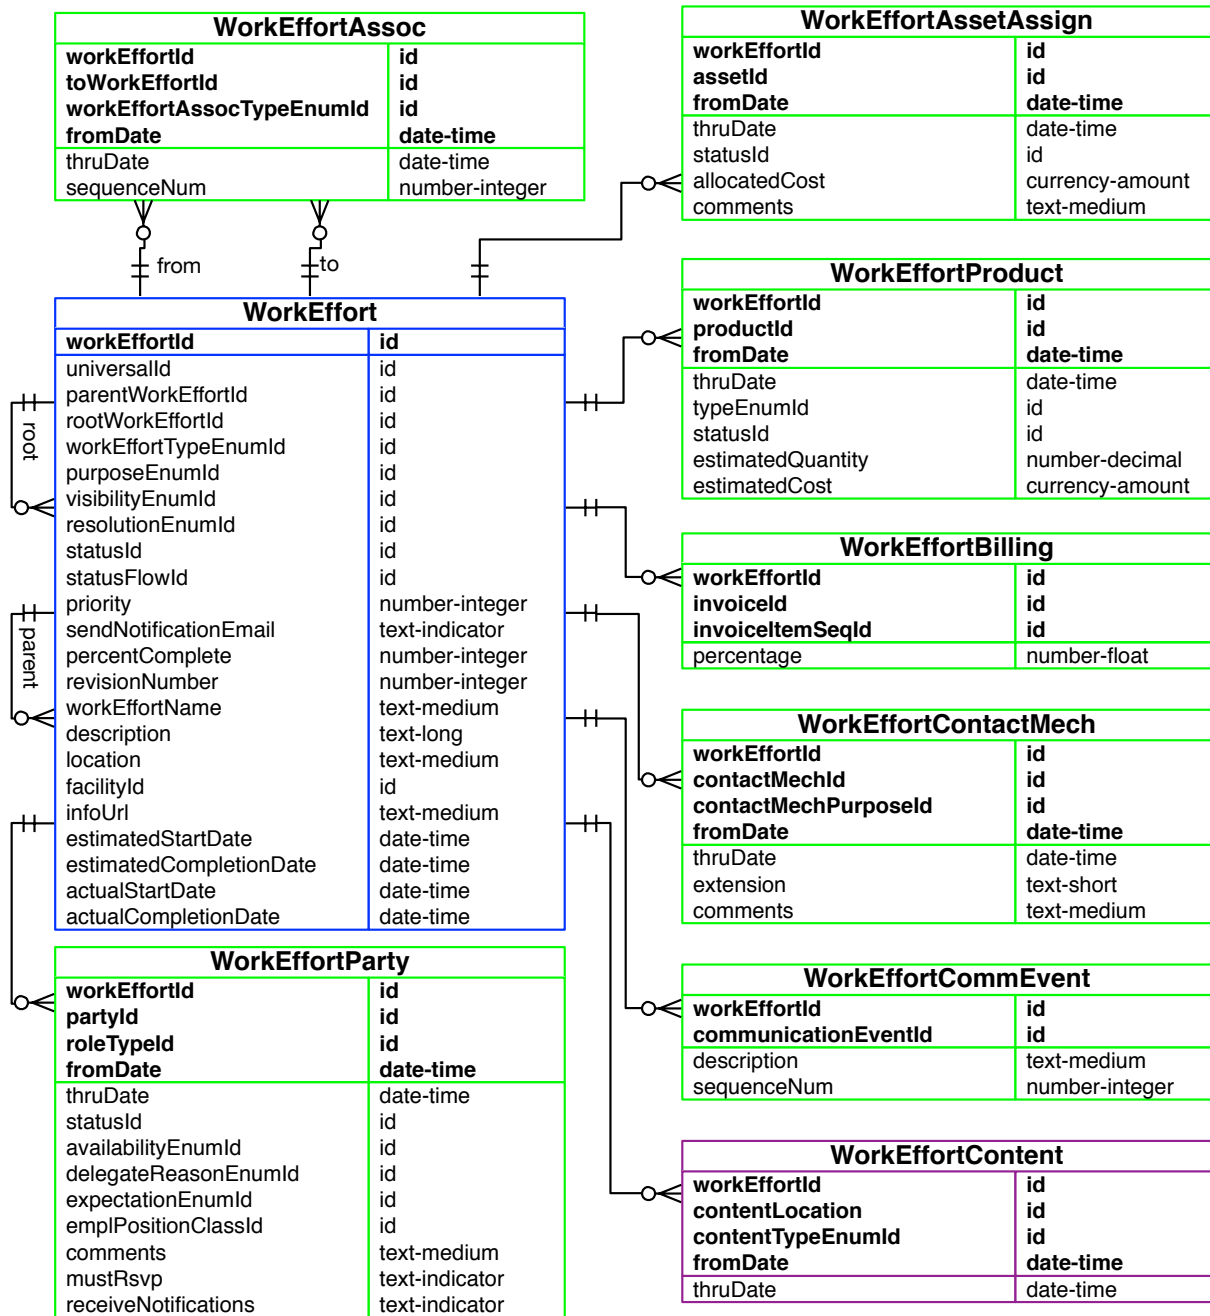 WorkEffortAssoc
workEffortId id
toWorkEffortId id
workEffortAssocTypeEnumId id
fromDate date-time
thruDate date-time
sequenceNum number-integer
from
to
WorkEffort
workEffortId id
universalId id
parentWorkEffortId id
rootWorkEffortId id
workEffortTypeEnumId id
purposeEnumId id
visibilityEnumId id
resolutionEnumId id
statusId id
statusFlowId id
priority number-integer
sendNotificationEmail text-indicator
percentComplete number-integer
revisionNumber number-integer
workEffortName text-medium
description text-long
location text-medium
facilityId id
infoUrl text-medium
estimatedStartDate date-time
estimatedCompletionDate date-time
actualStartDate date-time
actualCompletionDate date-time
root
parent
WorkEffortParty
workEffortId id
partyId id
roleTypeId id
fromDate date-time
thruDate date-time
statusId id
availabilityEnumId id
delegateReasonEnumId id
expectationEnumId id
emplPositionClassId id
comments text-medium
mustRsvp text-indicator
receiveNotifications text-indicator
WorkEffortAssetAssign
workEffortId id
assetId id
fromDate date-time
thruDate date-time
statusId id
allocatedCost currency-amount
comments text-medium
WorkEffortProduct
workEffortId id
productId id
fromDate date-time
thruDate date-time
typeEnumId id
statusId id
estimatedQuantity number-decimal
estimatedCost currency-amount
WorkEffortBilling
workEffortId id
invoiceId id
invoiceItemSeqId id
percentage number-float
WorkEffortContactMech
workEffortId id
contactMechId id
contactMechPurposeId id
fromDate date-time
thruDate date-time
extension text-short
comments text-medium
WorkEffortCommEvent
workEffortId id
communicationEventId id
description text-medium
sequenceNum number-integer
WorkEffortContent
workEffortId id
contentLocation id
contentTypeEnumId id
fromDate date-time
thruDate date-time